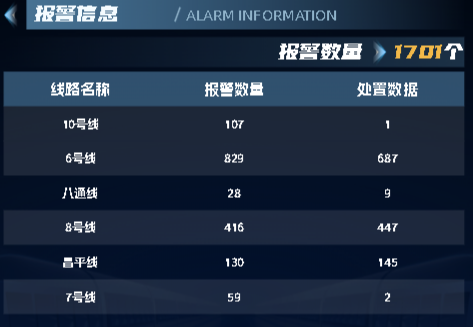 报警信息 / ALARM INFORMATION
报警数量 1701个
线路名称 报警数量 处置数据
10号线 107 1
6号线 829 687
八通线 28 9
8号线 416 447
昌平线 130 145
7号线 59 2